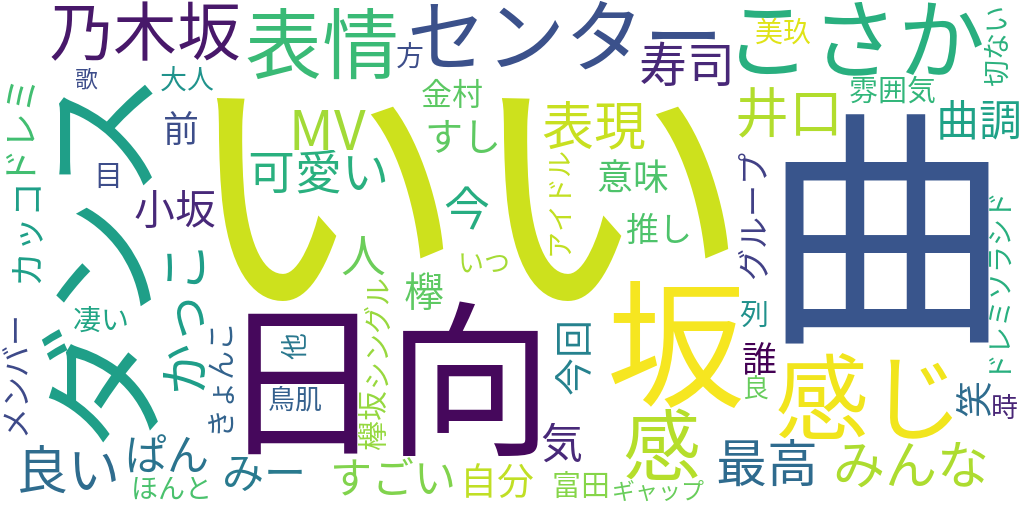 乃木坂
表情
方
センター
寿司
美玖
こさか
切ない
歌
大人
ドレミ
ダンス
前
MV
金村
すし
表現
井口
雰囲気
曲調
目
可愛い
いい
意味
曲
小坂
今
アイドル
推し
グループ
カッコ
かっこ
人
いつ
欅
ドレミソラシド
凄い
日向
坂
列
メンバー
きょんこ
他
欅坂シングル
今回
誰
感じ
鳥肌
良
笑
時
良い
ぱん
みー
すごい
気
感
最高
みんな
ほんと
自分
富田
ギャップ